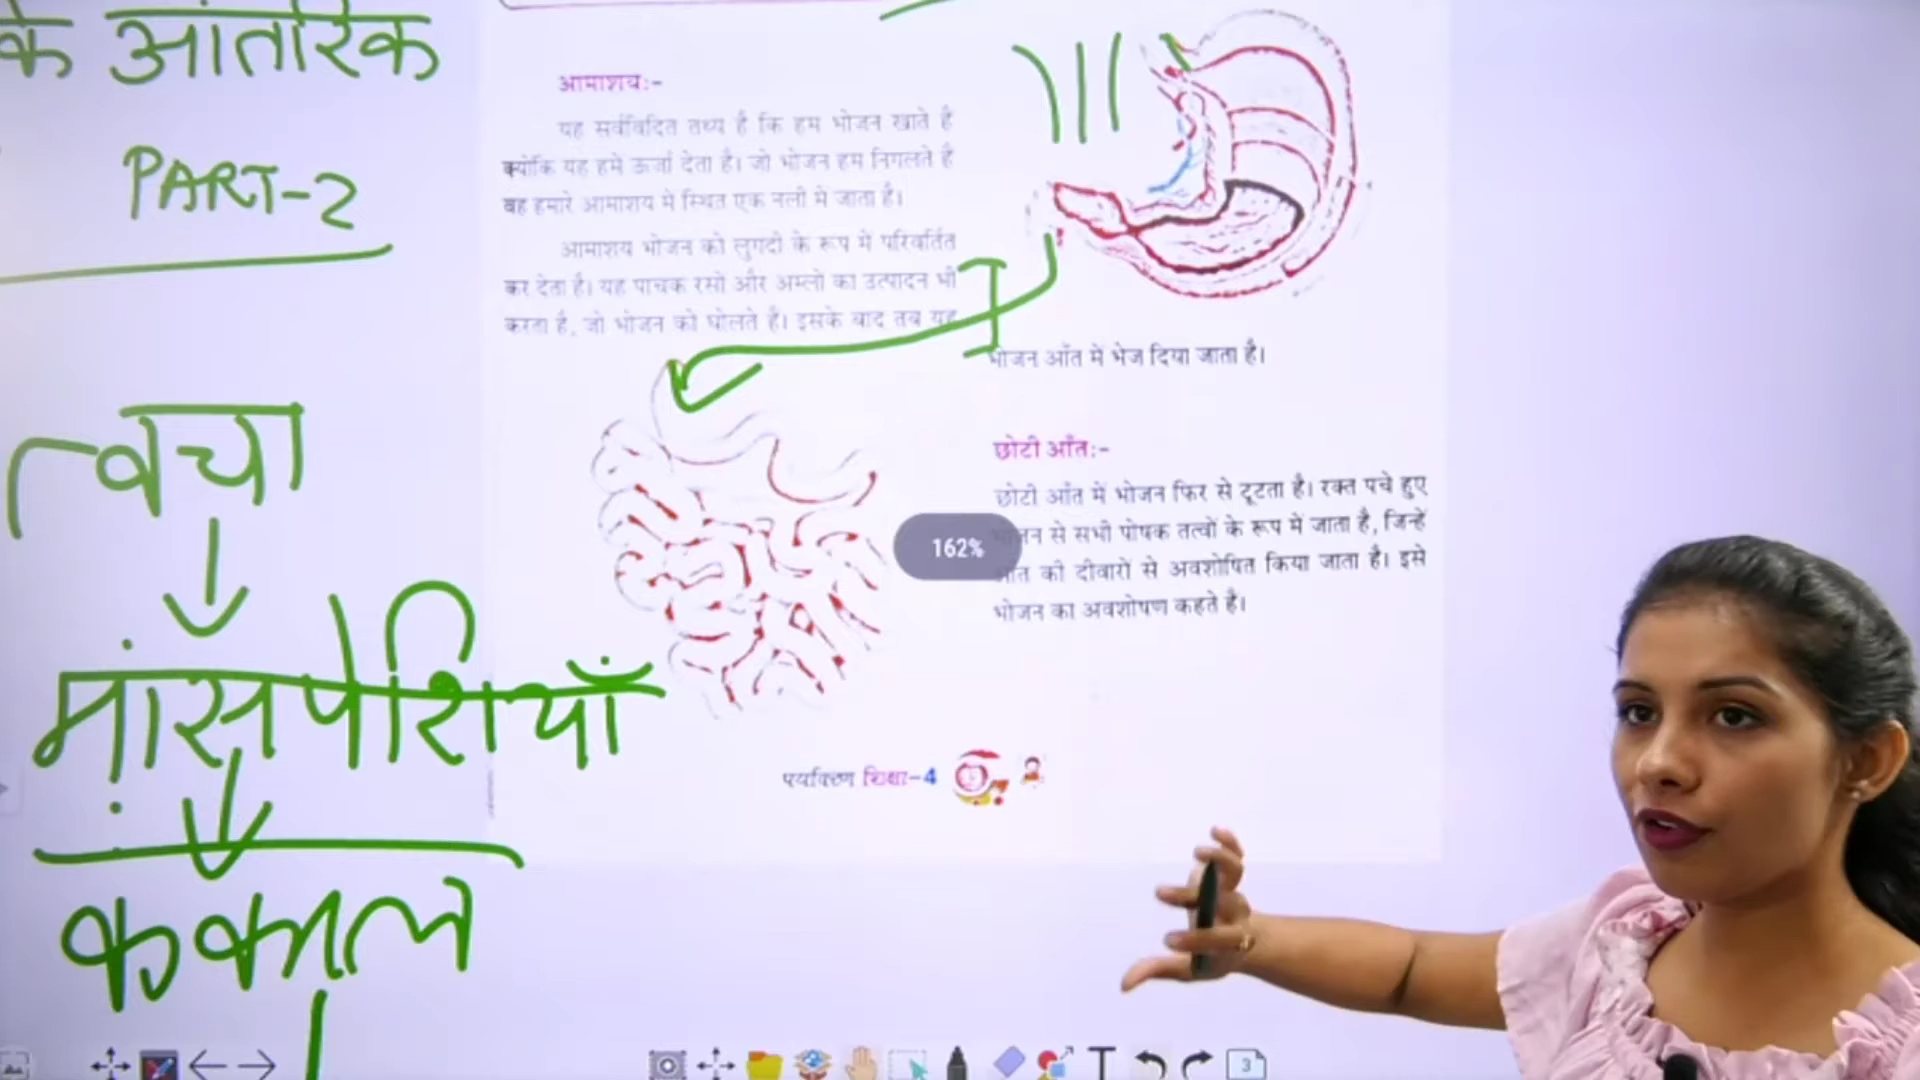 के आंतरिक
PART-2
त्वचा
मांसपेशियाँ
कंकाल
आमाशय:-
यह सर्वविदित तथ्य है कि हम भोजन खाते है
क्योंकि यह हमे ऊर्जा देता है। जो भोजन हम निगलते है
वह हमारे आमाशय में स्थित एक नली में जाता है।
आमाशय भोजन को लुगदी के रूप में परिवर्तित
कर देता है। यह पाचक रसो और अम्लो का उत्पादन भी
करता है, जो भोजन को घोलते है। इसके बाद तब यह
भोजन आँत में भेज दिया जाता है।
छोटी आँत:-
छोटी आँत में भोजन फिर से टूटता है। रक्त पचे हुए
भोजन से सभी पोषक तत्वों के रूप में जाता है, जिन्हें
आंत की दीवारों से अवशोषित किया जाता है। इसे
भोजन का अवशोषण कहते है।
162%
शिक्षा-4
3